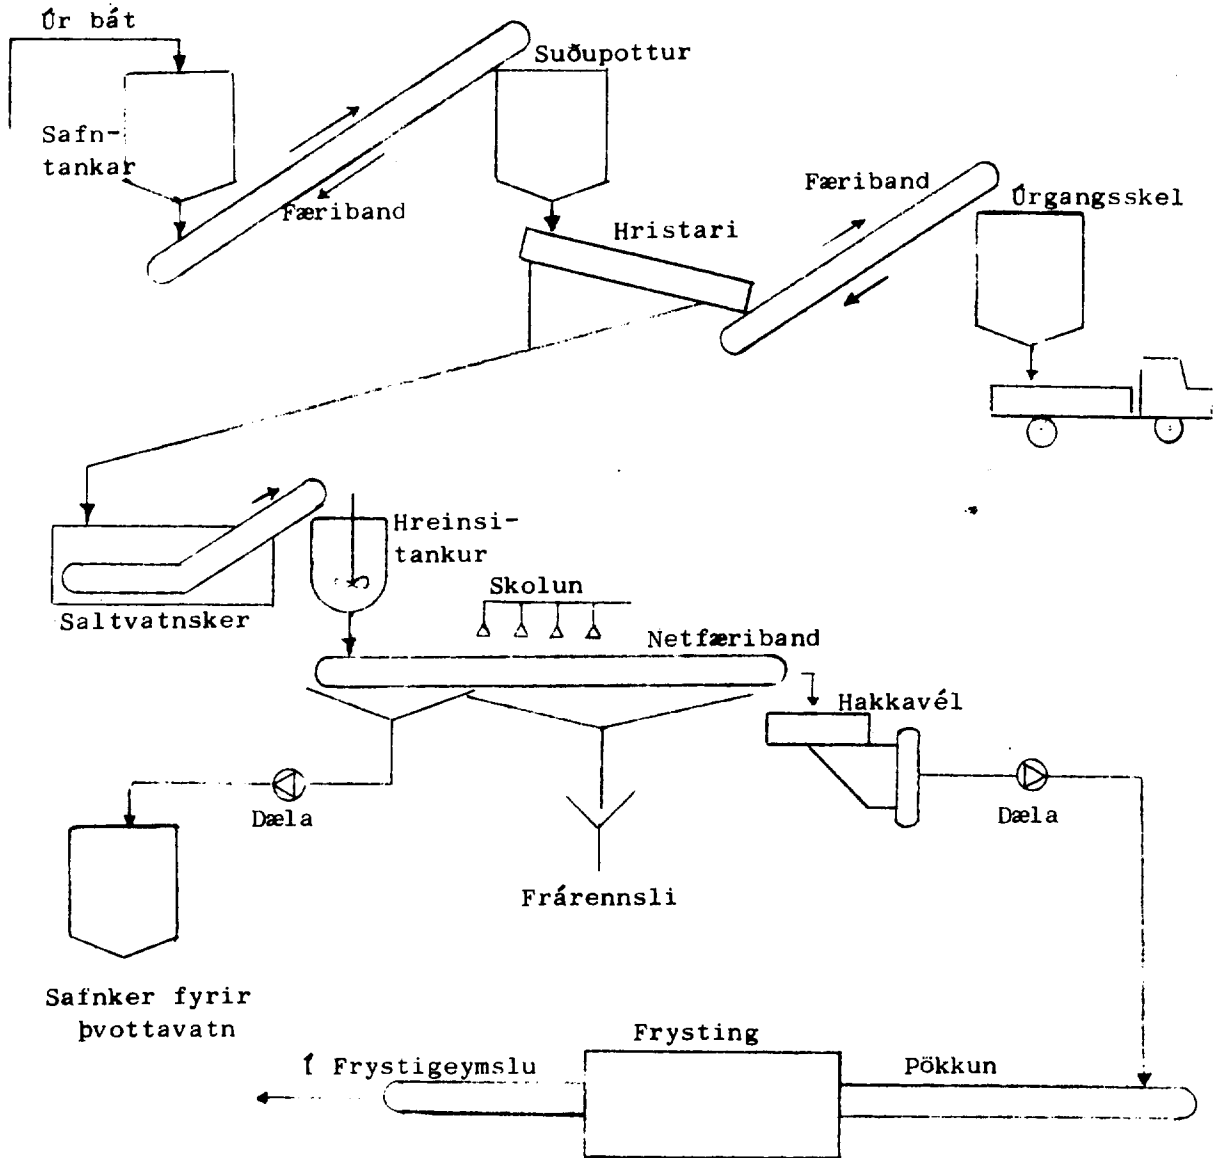 Úr bát
Suðupottur
Safn-
tankar
Færiband
Færiband
Úrgangsskel
Hristari
Hreinsi-
tankur
Skolun
Saltvatnsker
Netfæriband
Hakkavél
Dæla
Dæla
Frárennsli
Safnker fyrir
þvottavatn
Frysting
Í Frystigeymslu
Pökkun